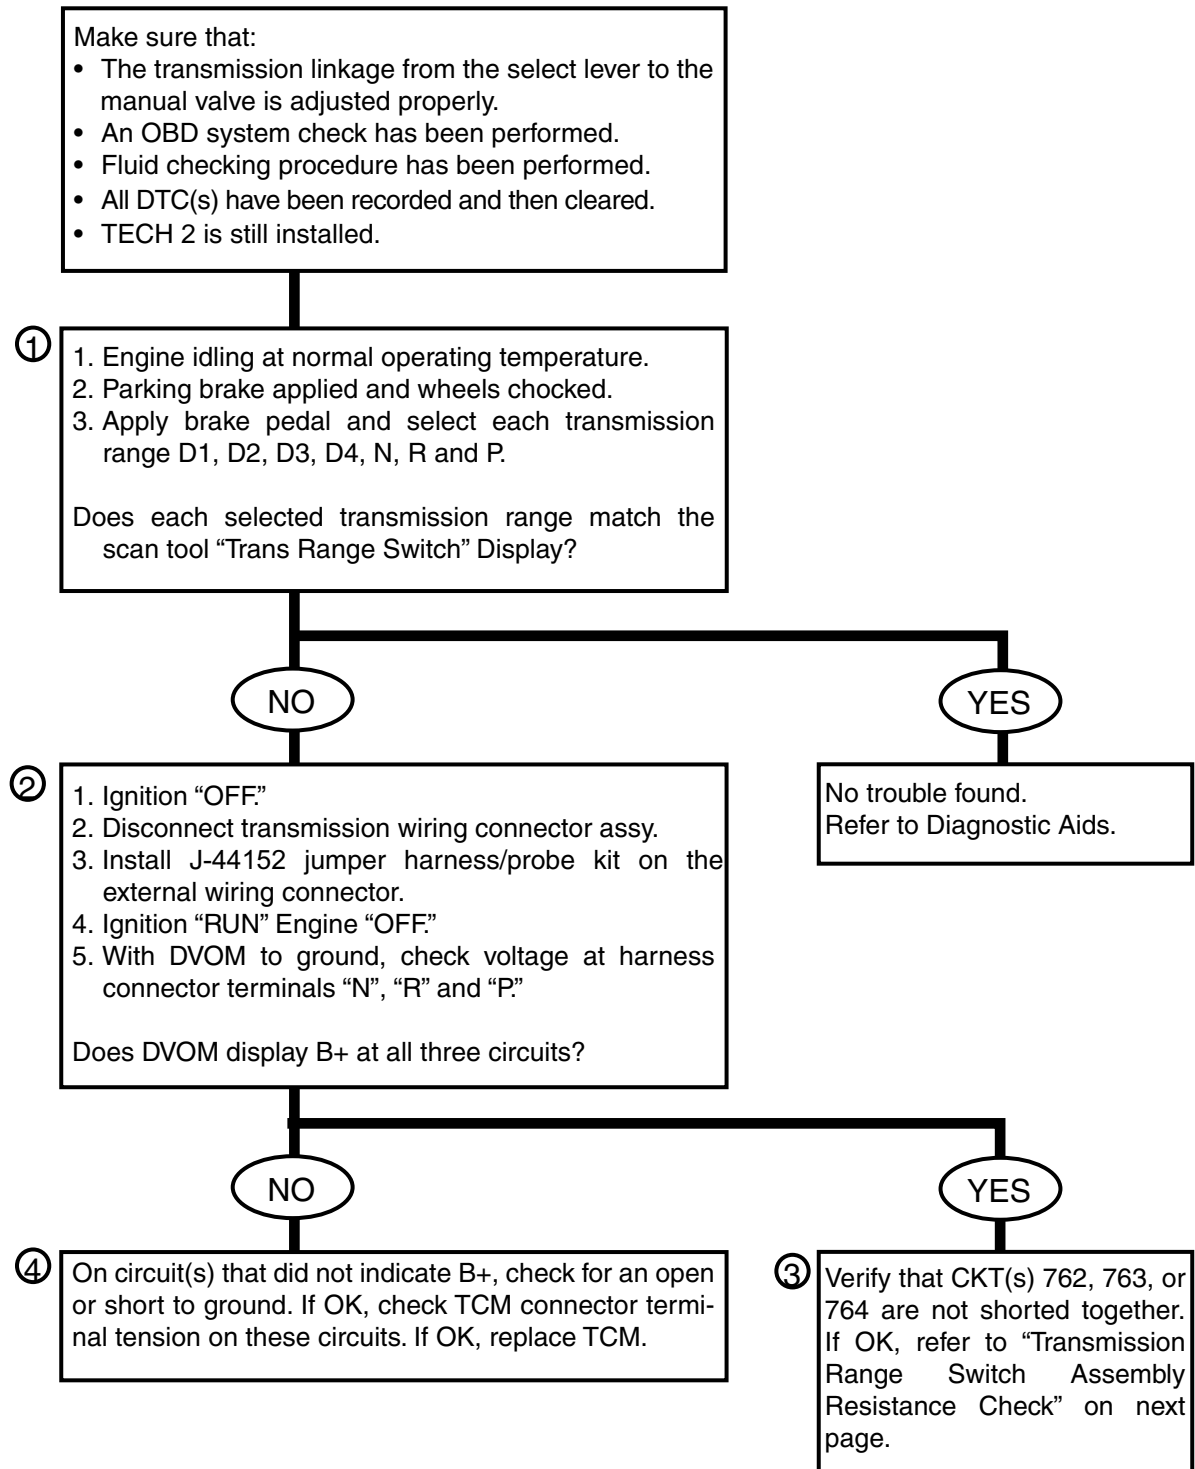 Make sure that:
• The transmission linkage from the select lever to the
manual valve is adjusted properly.
• An OBD system check has been performed.
• Fluid checking procedure has been performed.
• All DTC(s) have been recorded and then cleared.
• TECH 2 is still installed.
1
1. Engine idling at normal operating temperature.
2. Parking brake applied and wheels chocked.
3. Apply brake pedal and select each transmission
range D1, D2, D3, D4, N, R and P.
Does each selected transmission range match the
scan tool “Trans Range Switch” Display?
NO
YES
2
1. Ignition “OFF.”
2. Disconnect transmission wiring connector assy.
3. Install J-44152 jumper harness/probe kit on the
external wiring connector.
4. Ignition “RUN” Engine “OFF.”
5. With DVOM to ground, check voltage at harness
connector terminals “N”, “R” and “P.”
Does DVOM display B+ at all three circuits?
No trouble found.
Refer to Diagnostic Aids.
NO
YES
4
On circuit(s) that did not indicate B+, check for an open
or short to ground. If OK, check TCM connector termi-
nal tension on these circuits. If OK, replace TCM.
3
Verify that CKT(s) 762, 763, or
764 are not shorted together.
If OK, refer to “Transmission
Range Switch Assembly
Resistance Check” on next
page.